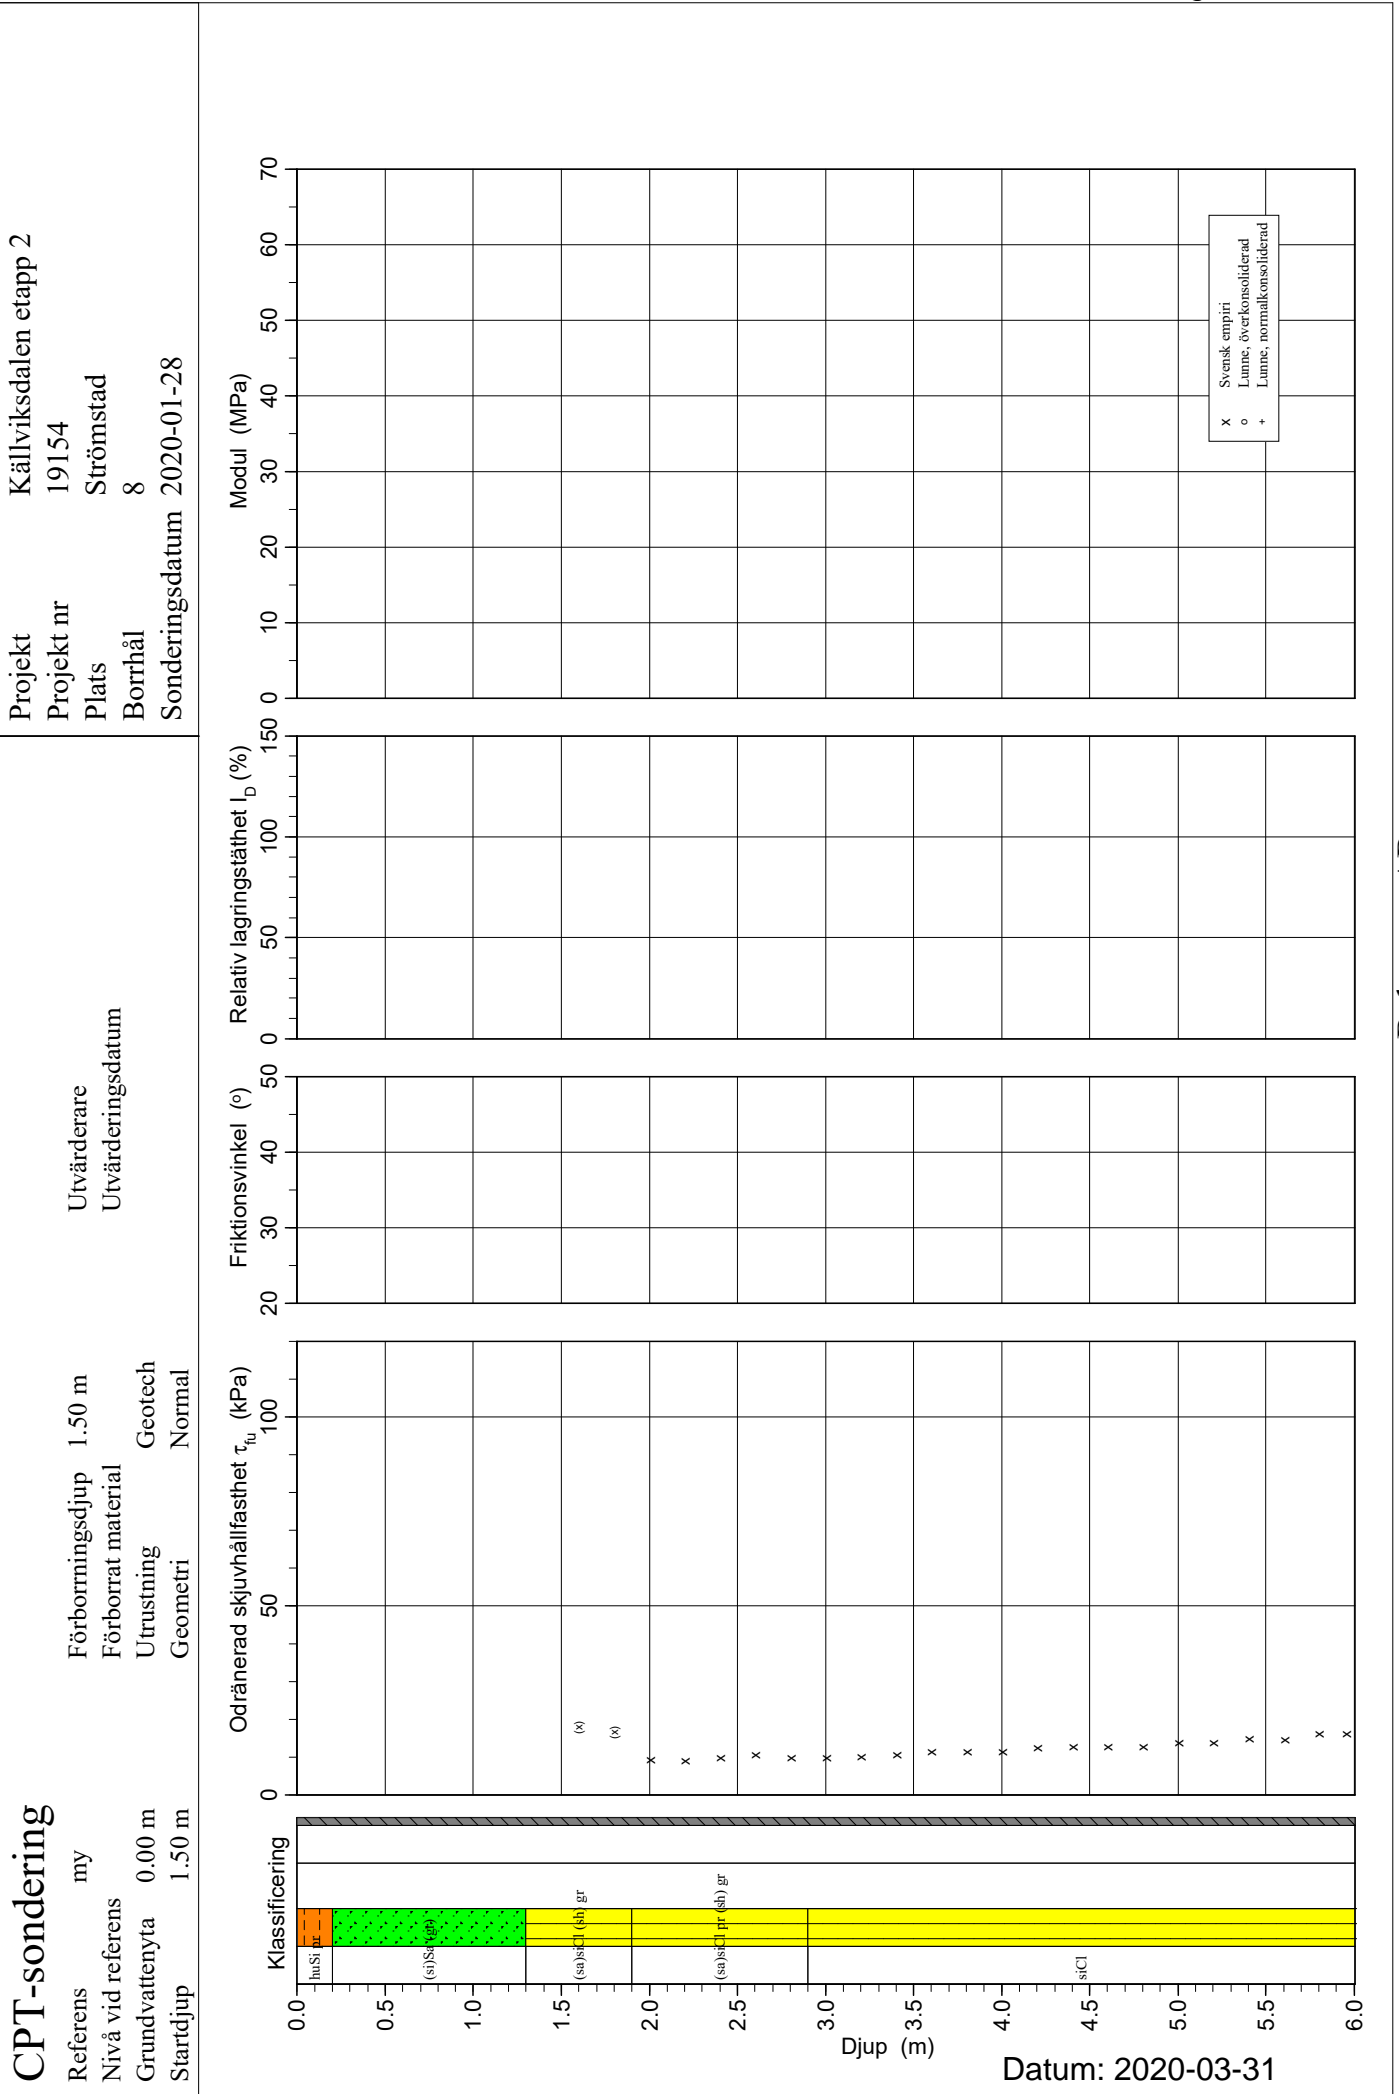 CPT-sondering
Referens my
Nivå vid referens
Grundvattenyta 0.00 m
Startdjup 1.50 m
Förborrningsdjup 1.50 m
Förborrat material
Utrustning Geotech
Geometri Normal
Utvärderare
Utvärderingsdatum
Projekt Källviksdalen etapp 2
Projekt nr 19154
Plats Strömstad
Borrhål 8
Sonderingsdatum 2020-01-28
Klassificering
Odränerad skjuvhållfasthet τfu (kPa)
0 50 100
Friktionsvinkel (°)
20 30 40 50
Relativ lagringstäthet ID (%)
0 50 100 150
Modul (MPa)
0 10 20 30 40 50 60 70
Djup (m)
0.0
0.5
1.0
1.5
2.0
2.5
3.0
3.5
4.0
4.5
5.0
5.5
6.0
huSi pr
(si)Sa (gr)
(sa)siCl (sh) gr
(sa)siCl pr (sh) gr
siCl
x Svensk empiri
o Lunne, överkonsoliderad
+ Lunne, normalkonsoliderad
Datum: 2020-03-31